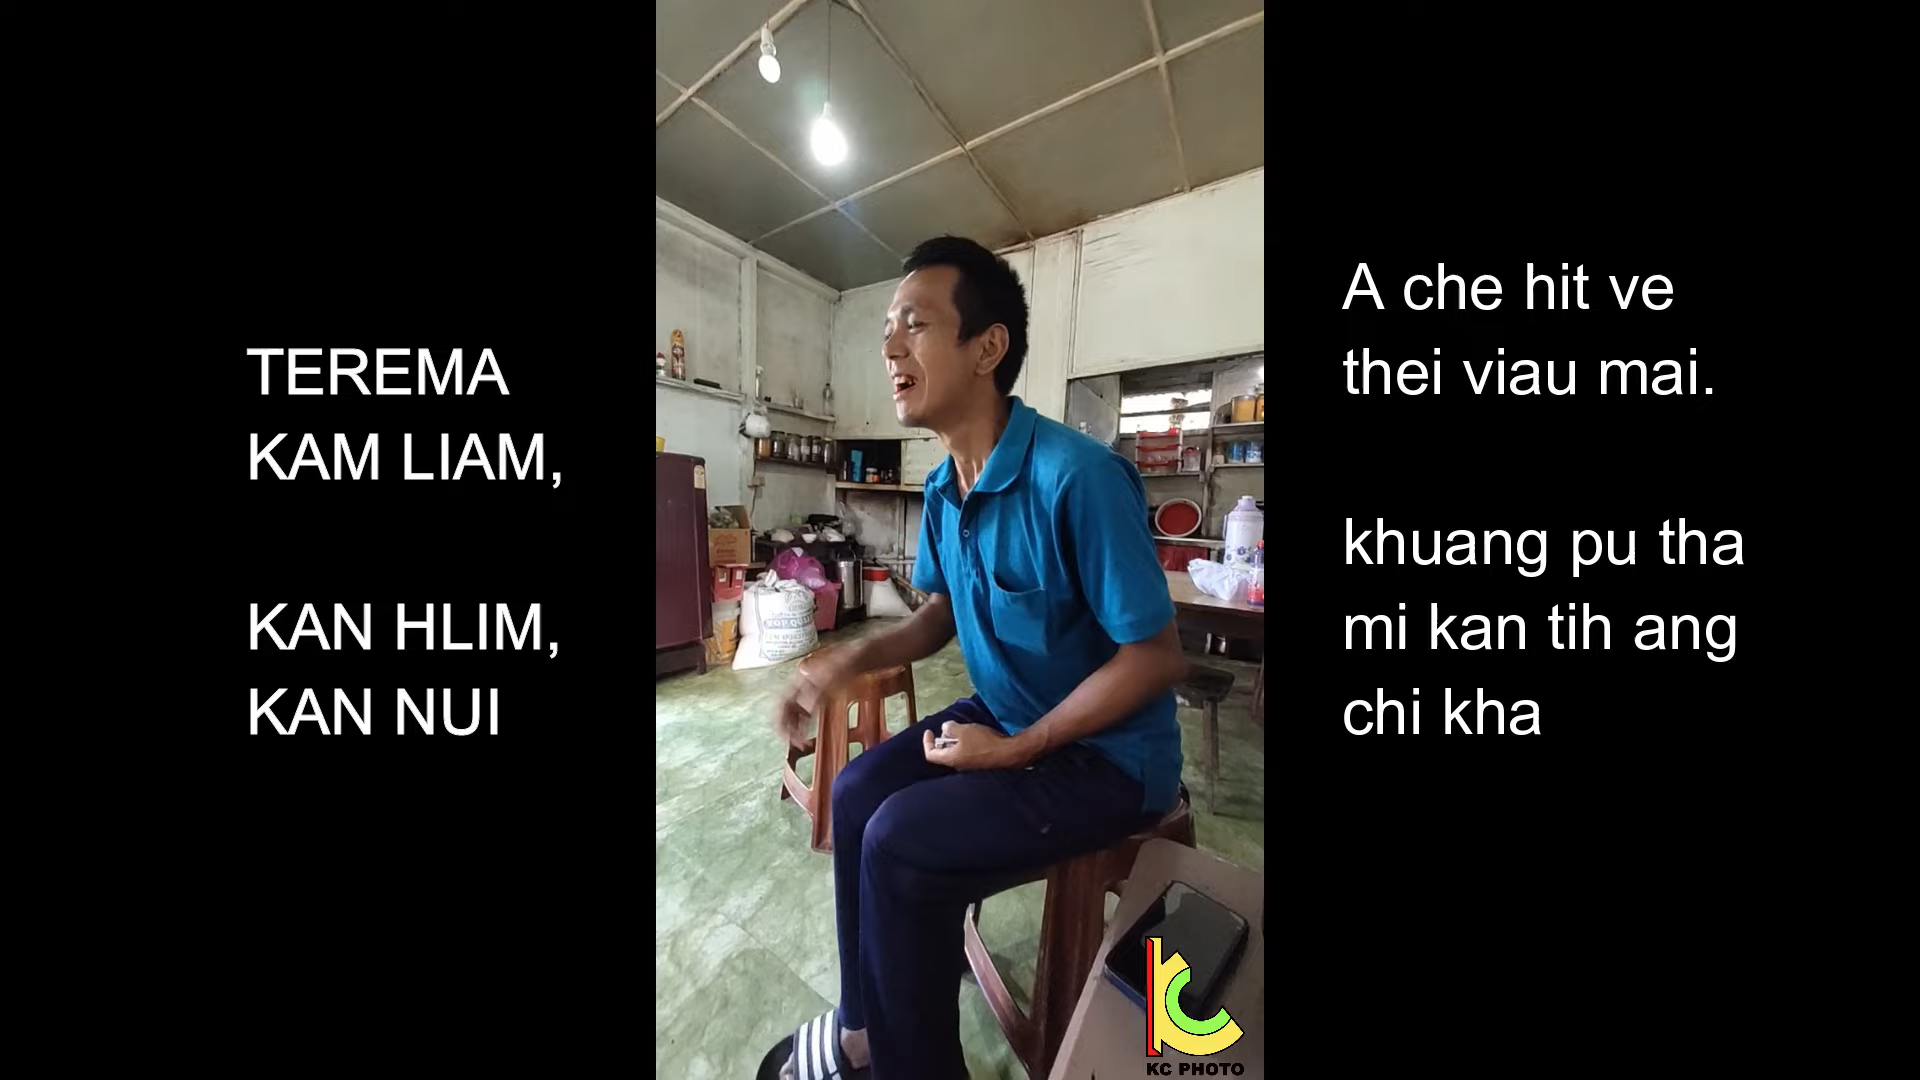 TEREMA
KAM LIAM,
KAN HLIM,
KAN NUI
A che hit ve
thei viau mai.
khuang pu tha
mi kan tih ang
chi kha
KC PHOTO